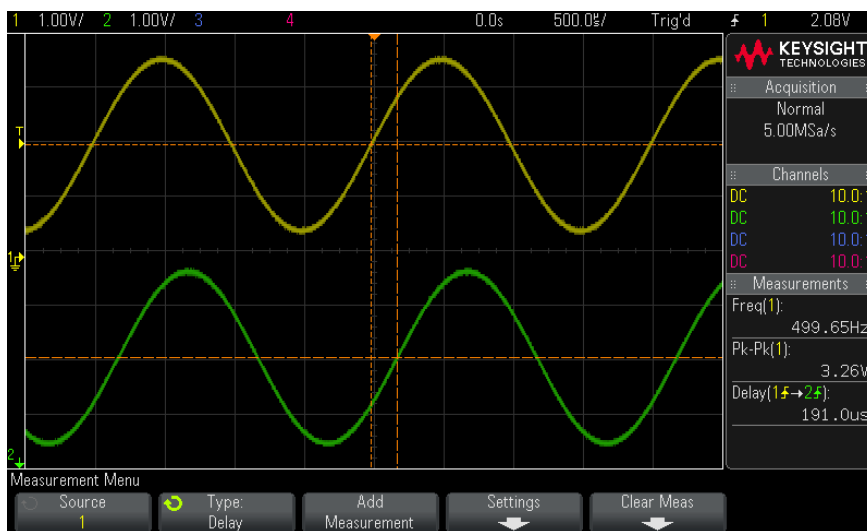 1 1.00V/ 2 1.00V/ 3 4 0.0s 500.0us/ Trig'd 1 2.08V
KEYSIGHT
TECHNOLOGIES
Acquisition
Normal
5.00MSa/s
Channels
DC 10.0:
DC 10.0:
DC 10.0:
DC 10.0:
Measurements
Freq(1):
499.65Hz
Pk-Pk(1):
3.26V
Delay(1→2):
191.0us
T
1
2
Measurement Menu
Source
1
Type:
Delay
Add
Measurement
Settings
Clear Meas